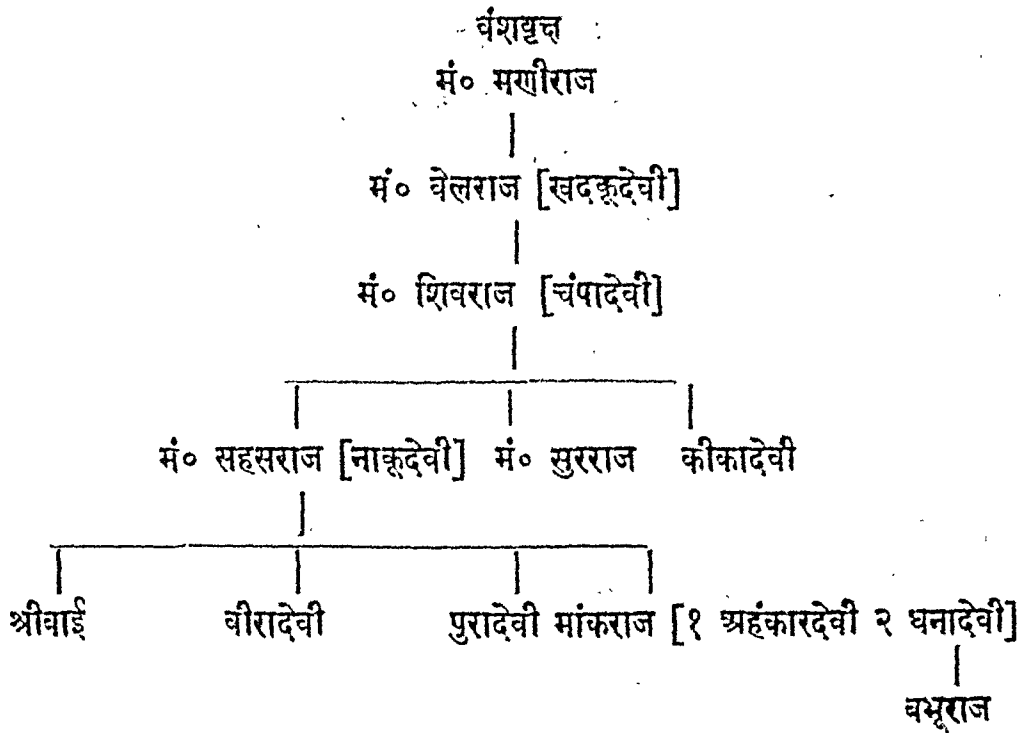 वंशवृक्ष
मं० मणीराज
मं० वेलराज [खदकूदेवी]
मं० शिवराज [चंपादेवी]
मं० सहसराज [नाकूदेवी] मं० सुरराज कीकादेवी
श्रीवाई वीरादेवी पुरादेवी मांकराज [१ अहंकारदेवी २ धनादेवी]
वभूराज